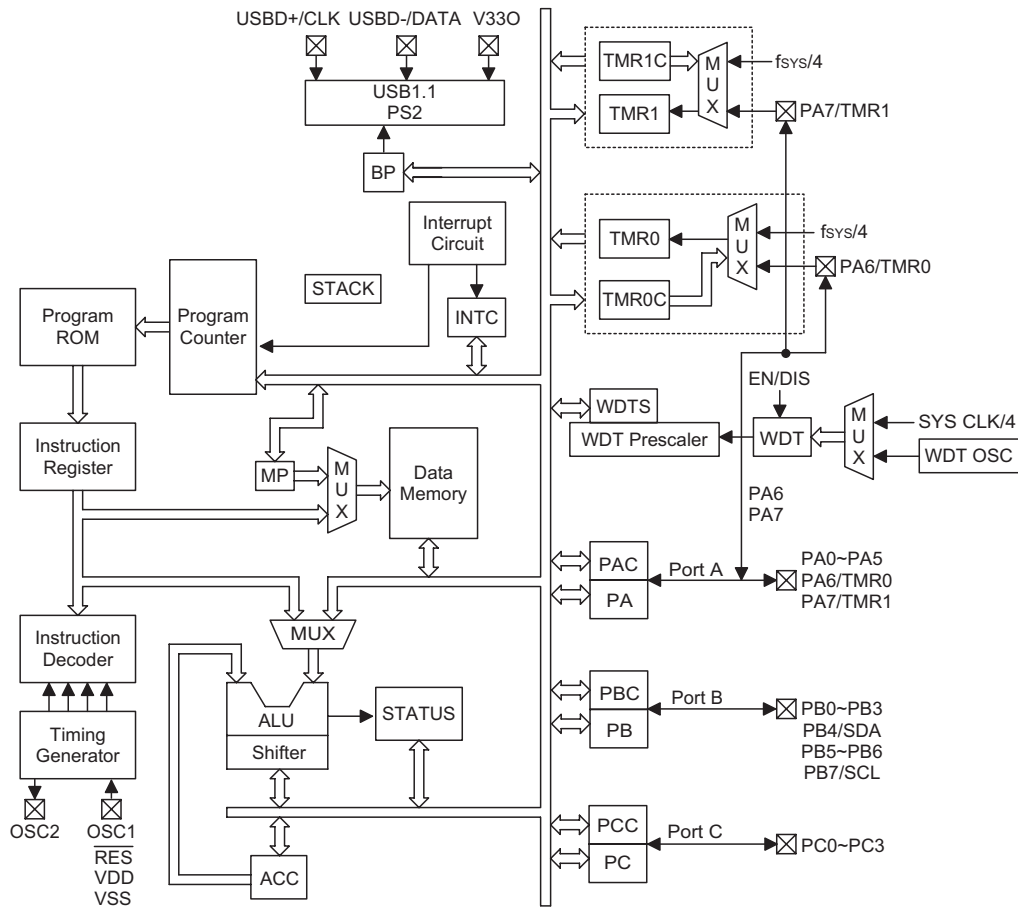 USBD+/CLK USBD-/DATA V33O
USB1.1
PS2
BP
Interrupt
Circuit
STACK
INTC
Program
ROM
Program
Counter
Instruction
Register
MP
MUX
Data
Memory
MUX
Instruction
Decoder
ALU
Shifter
STATUS
Timing
Generator
OSC2
OSC1
RES
VDD
VSS
ACC
TMR1C
TMR1
MUX
fSYS/4
PA7/TMR1
TMR0
TMR0C
MUX
fSYS/4
PA6/TMR0
EN/DIS
WDTS
WDT Prescaler
WDT
MUX
SYS CLK/4
WDT OSC
PA6
PA7
PAC
PA
Port A
PA0~PA5
PA6/TMR0
PA7/TMR1
PBC
PB
Port B
PB0~PB3
PB4/SDA
PB5~PB6
PB7/SCL
PCC
PC
Port C
PC0~PC3